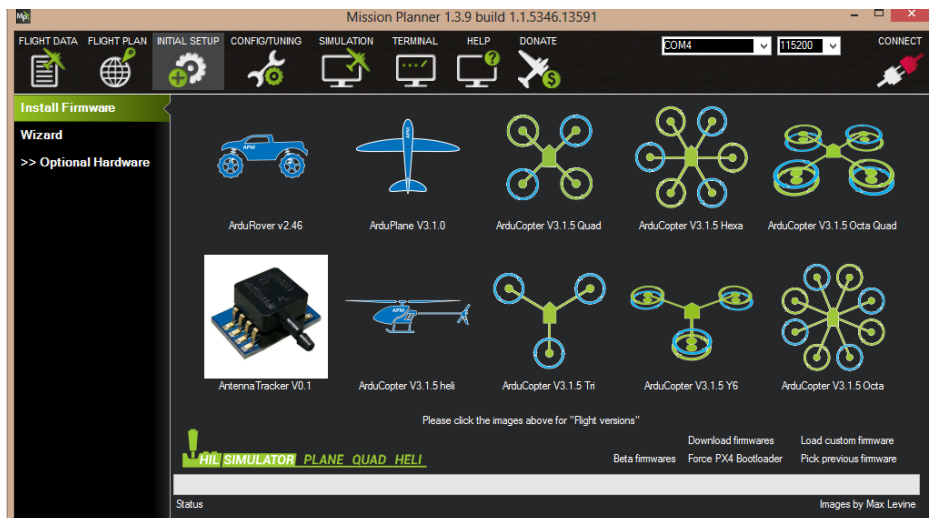 Mission Planner 1.3.9 build 1.1.5346.13591
FLIGHT DATA FLIGHT PLAN INITIAL SETUP CONFIG/TUNING SIMULATION TERMINAL HELP DONATE COM4 115200 CONNECT
Install Firmware
Wizard
>> Optional Hardware
APM
APM
ArduRover v2.46 ArduPlane V3.1.0 ArduCopter V3.1.5 Quad ArduCopter V3.1.5 Hexa ArduCopter V3.1.5 Octa Quad
APM
AntennaTracker V0.1 ArduCopter V3.1.5 heli ArduCopter V3.1.5 Tri ArduCopter V3.1.5 Y6 ArduCopter V3.1.5 Octa
Please click the images above for "Flight versions"
Download firmwares Load custom firmware
HIL SIMULATOR PLANE QUAD HELI Beta firmwares Force PX4 Bootloader Pick previous firmware
Status Images by Max Levine